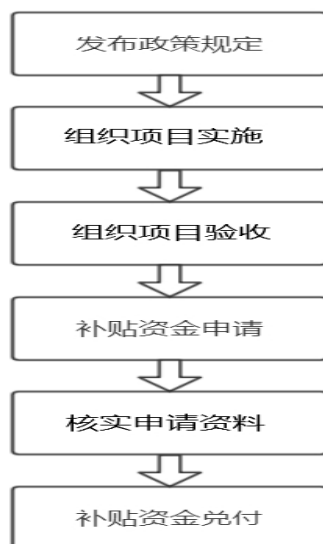 发布政策规定
组织项目实施
组织项目验收
补贴资金申请
核实申请资料
补贴资金兑付